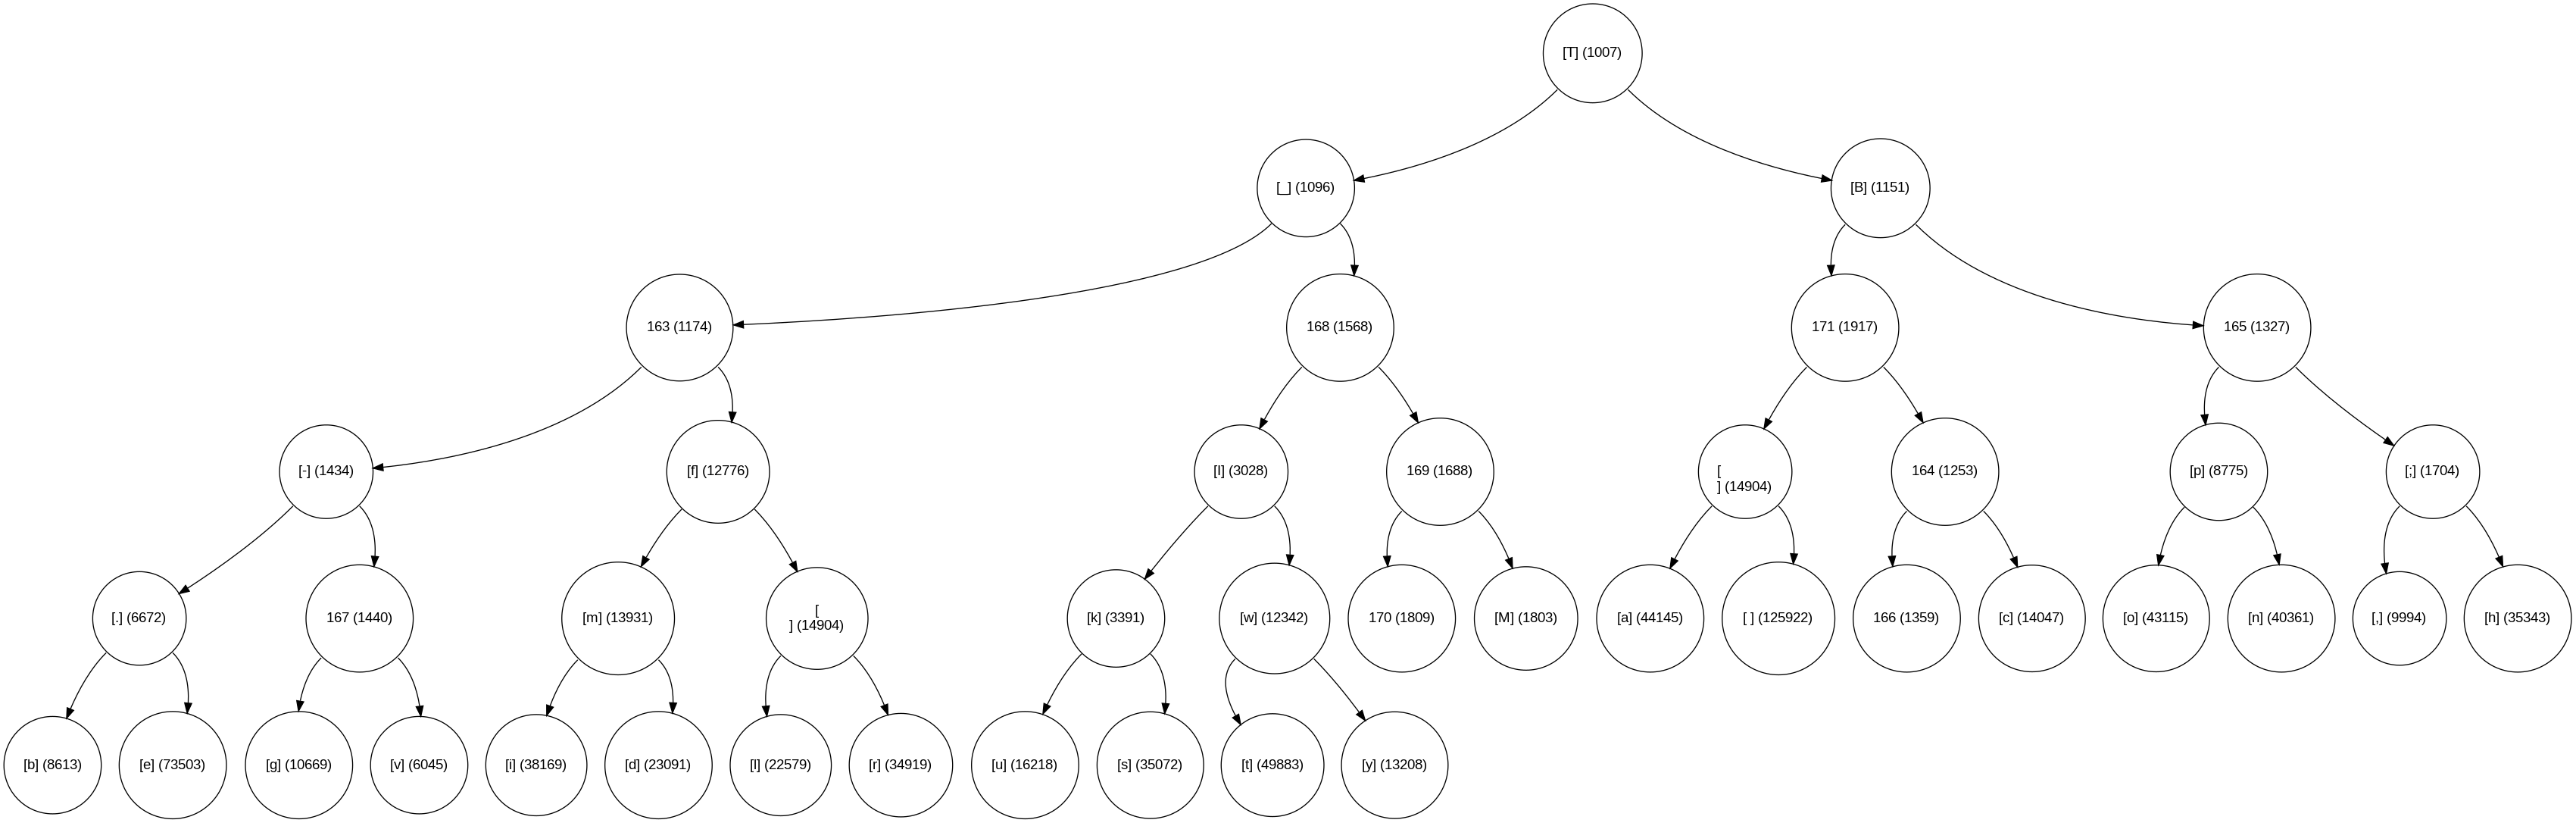 [T] (1007)
[_] (1096)
[B] (1151)
163 (1174)
168 (1568)
171 (1917)
165 (1327)
[-] (1434)
[f] (12776)
[I] (3028)
169 (1688)
[
] (14904)
164 (1253)
[p] (8775)
[;] (1704)
[.] (6672)
167 (1440)
[m] (13931)
[
] (14904)
[k] (3391)
[w] (12342)
170 (1809)
[M] (1803)
[a] (44145)
[ ] (125922)
166 (1359)
[c] (14047)
[o] (43115)
[n] (40361)
[,] (9994)
[h] (35343)
[b] (8613)
[e] (73503)
[g] (10669)
[v] (6045)
[i] (38169)
[d] (23091)
[l] (22579)
[r] (34919)
[u] (16218)
[s] (35072)
[t] (49883)
[y] (13208)